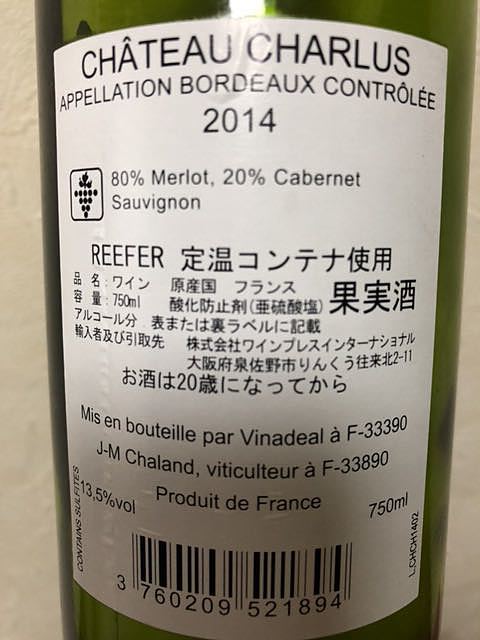 CHÂTEAU CHARLUS
APPELLATION BORDEAUX CONTRÔLÉE
2014
80% Merlot, 20% Cabernet
Sauvignon
REEFER 定温コンテナ使用
品 名:ワイン 原産国 フランス
容 量:750ml 酸化防止剤(亜硫酸塩) 果実酒
アルコール分 . 表または裏ラベルに記載
輸入者及び引取先 株式会社ワインプレスインターナショナル
大阪府泉佐野市りんくう往来北2-11
お酒は20歳になってから
Mis en bouteille par Vinadeal à F-33390
J-M Chaland, viticulteur à F-33890
Produit de France
13,5%vol
750ml
CONTAINS SULFITES
L.CHCH1402
3 760209 521894